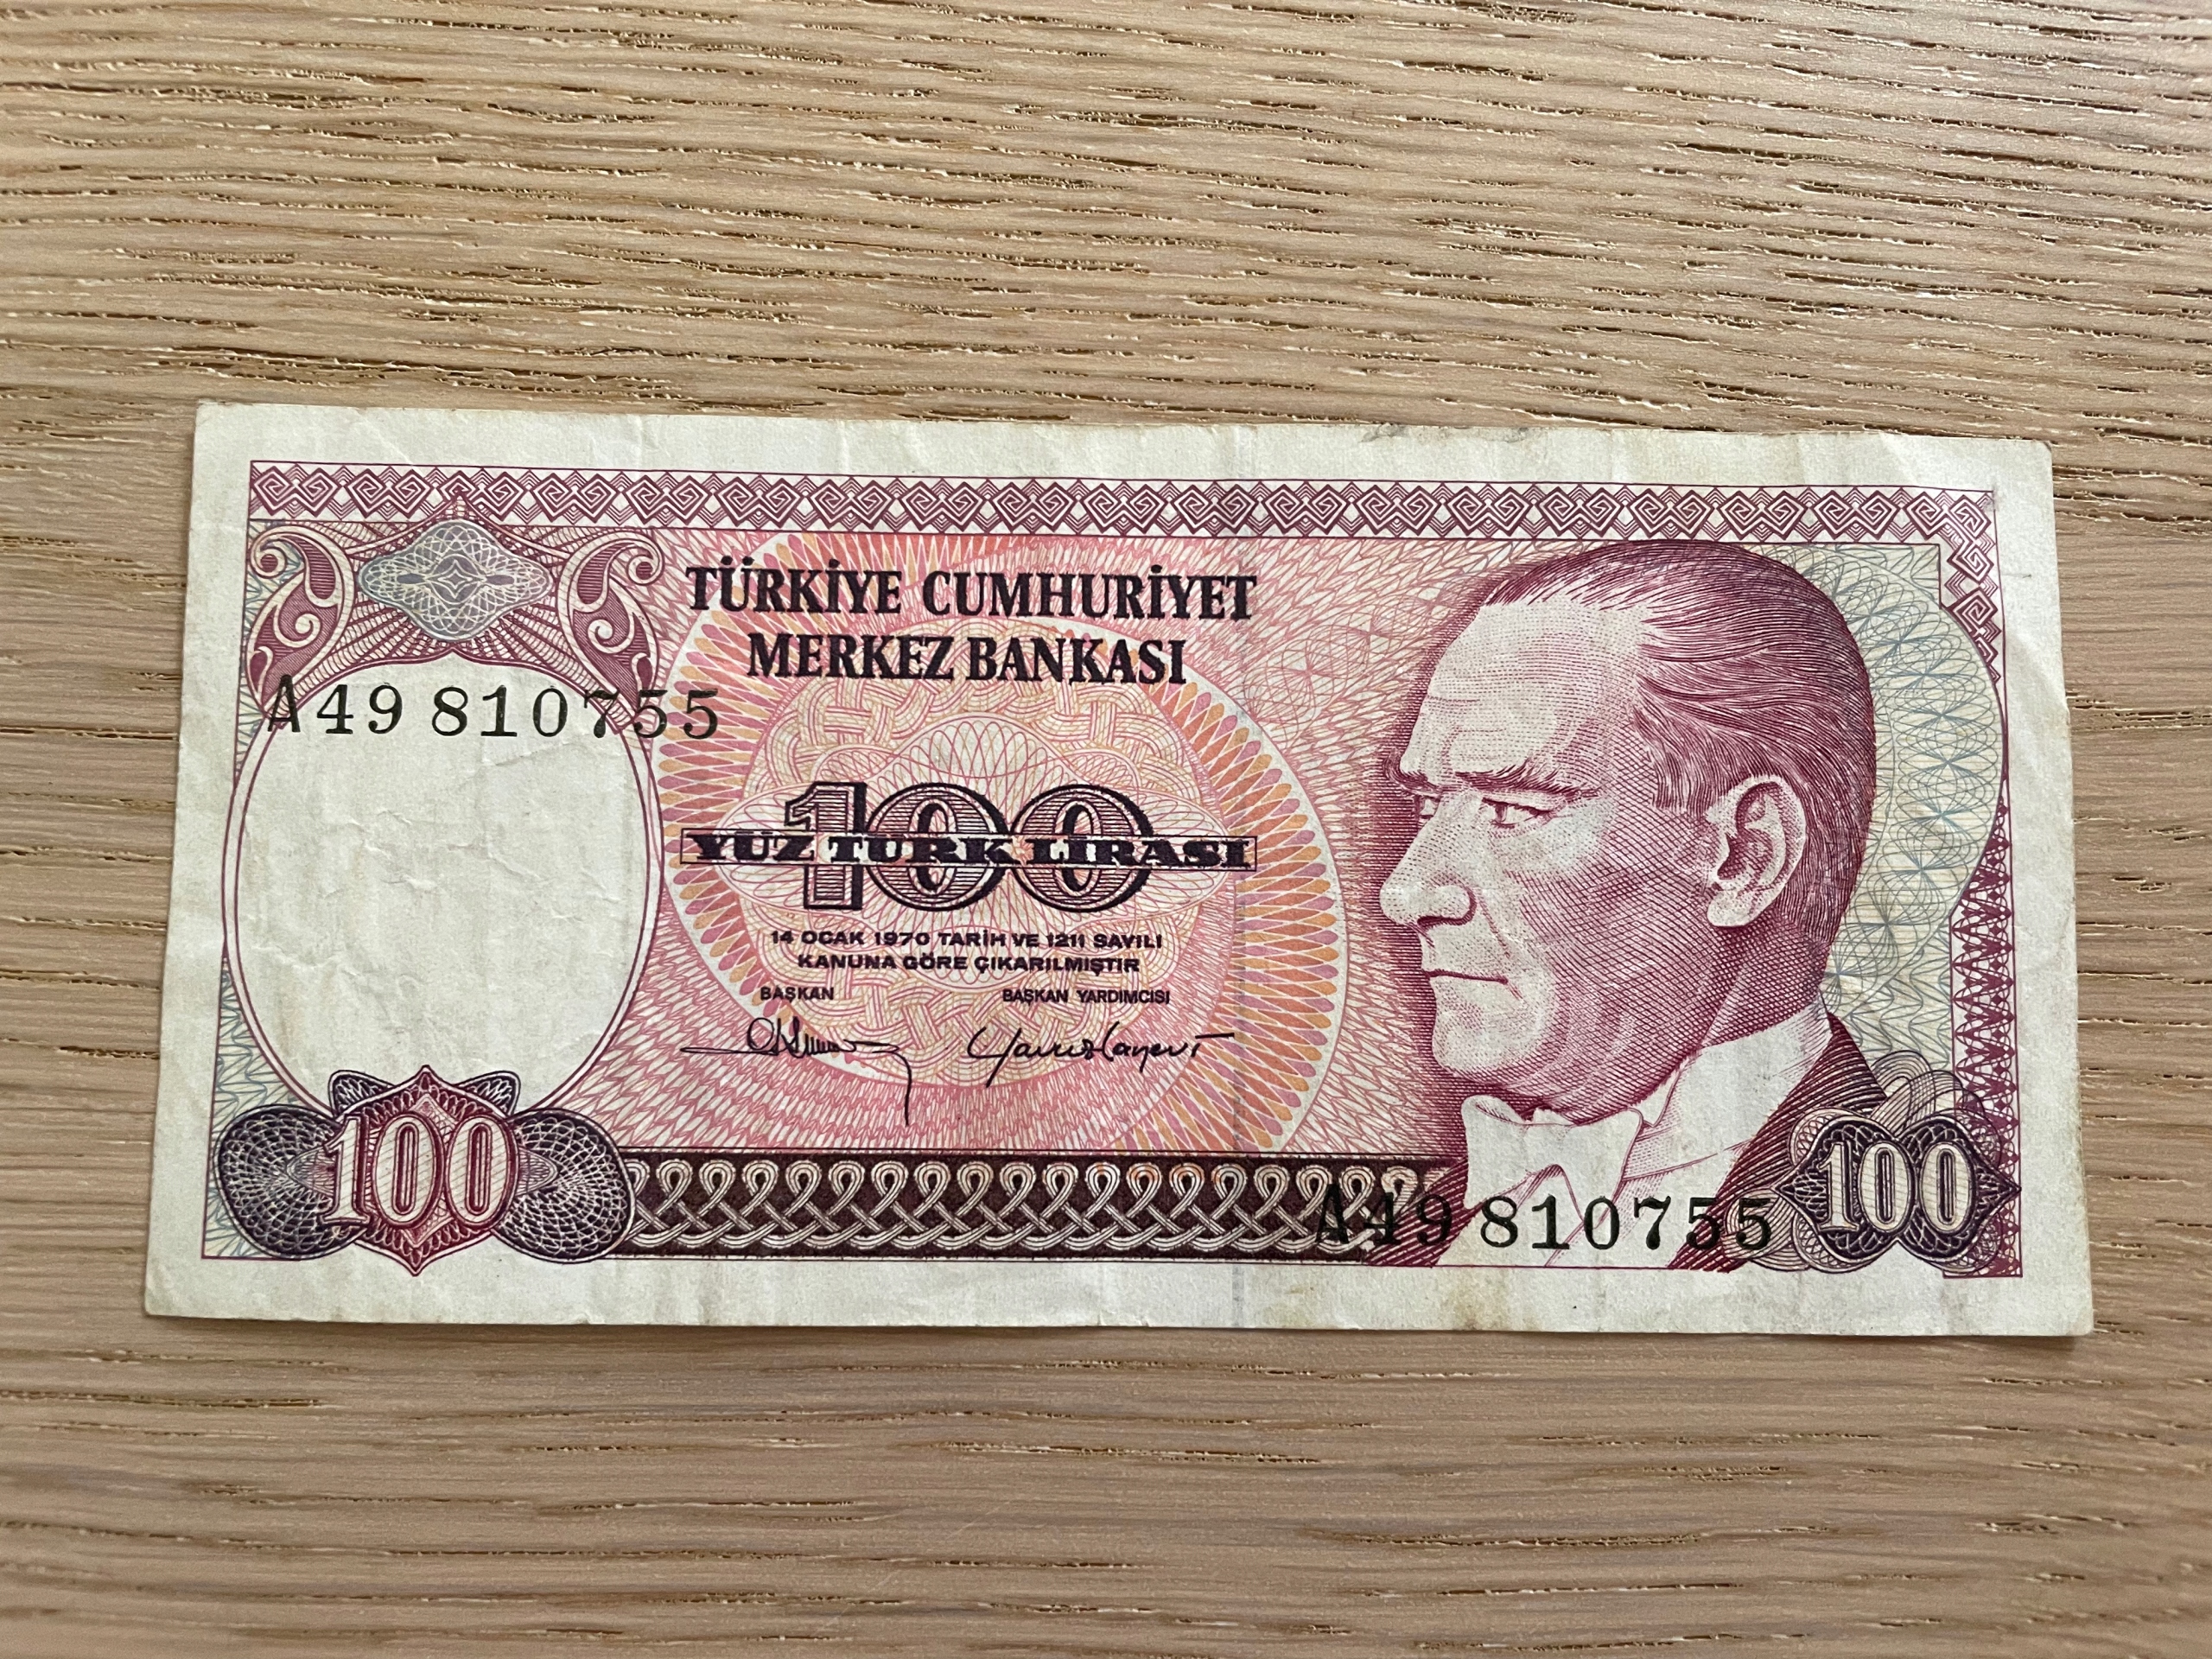 TÜRKİYE CUMHURİYET
MERKEZ BANKASI
A49 810755
100
YÜZ TÜRK LİRASI
14 OCAK 1970 TARİH VE 1211 SAYILI
KANUNA GÖRE ÇIKARILMIŞTIR
BAŞKAN BAŞKAN YARDIMCISI
100
A49 810755
100